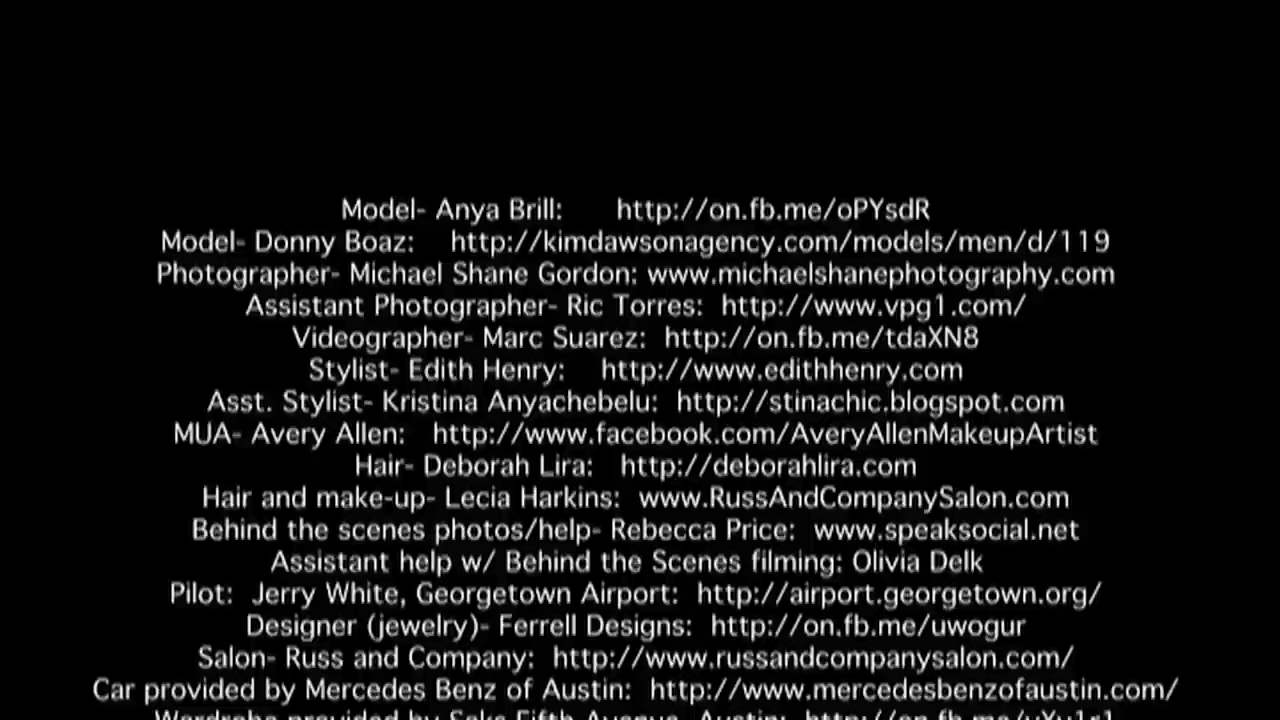 Model- Anya Brill: http://on.fb.me/oPYsdR
Model- Donny Boaz: http://kimdawsonagency.com/models/men/d/119
Photographer- Michael Shane Gordon: www.michaelshanephotography.com
Assistant Photographer- Ric Torres: http://www.vpg1.com/
Videographer- Marc Suarez: http://on.fb.me/tdaXN8
Stylist- Edith Henry: http://www.edithhenry.com
Asst. Stylist- Kristina Anyachebelu: http://stinachic.blogspot.com
MUA- Avery Allen: http://www.facebook.com/AveryAllenMakeupArtist
Hair- Deborah Lira: http://deborahlira.com
Hair and make-up- Lecia Harkins: www.RussAndCompanySalon.com
Behind the scenes photos/help- Rebecca Price: www.speaksocial.net
Assistant help w/ Behind the Scenes filming: Olivia Delk
Pilot: Jerry White, Georgetown Airport: http://airport.georgetown.org/
Designer (jewelry)- Ferrell Designs: http://on.fb.me/uwogur
Salon- Russ and Company: http://www.russandcompanysalon.com/
Car provided by Mercedes Benz of Austin: http://www.mercedesbenzofaustin.com/
Wardrobe provided by Saks Fifth Avenue, Austin: